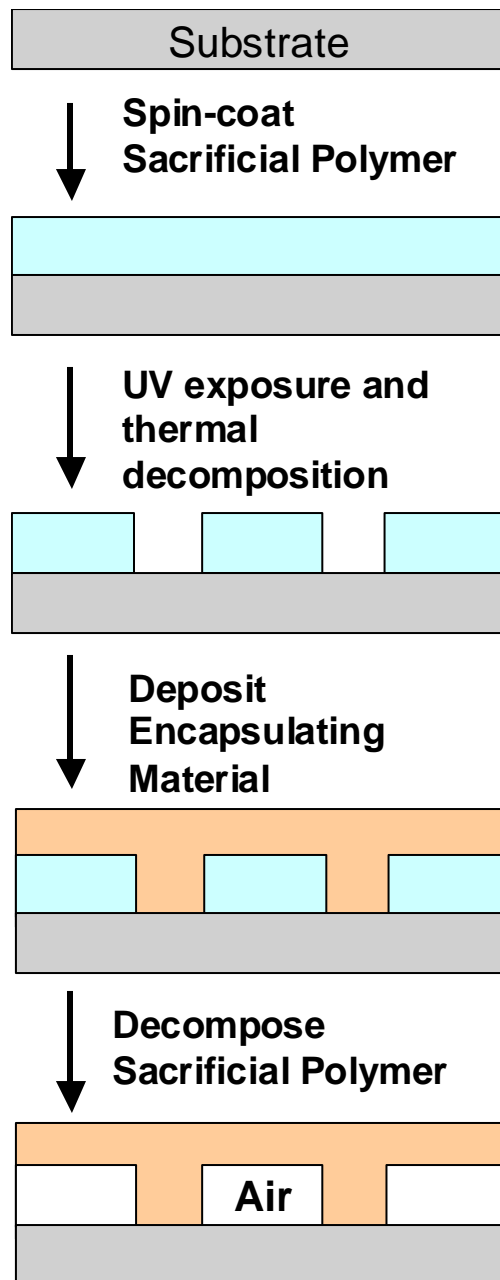 Substrate
Spin-coat
Sacrificial Polymer
UV exposure and
thermal
decomposition
Deposit
Encapsulating
Material
Decompose
Sacrificial Polymer
Air